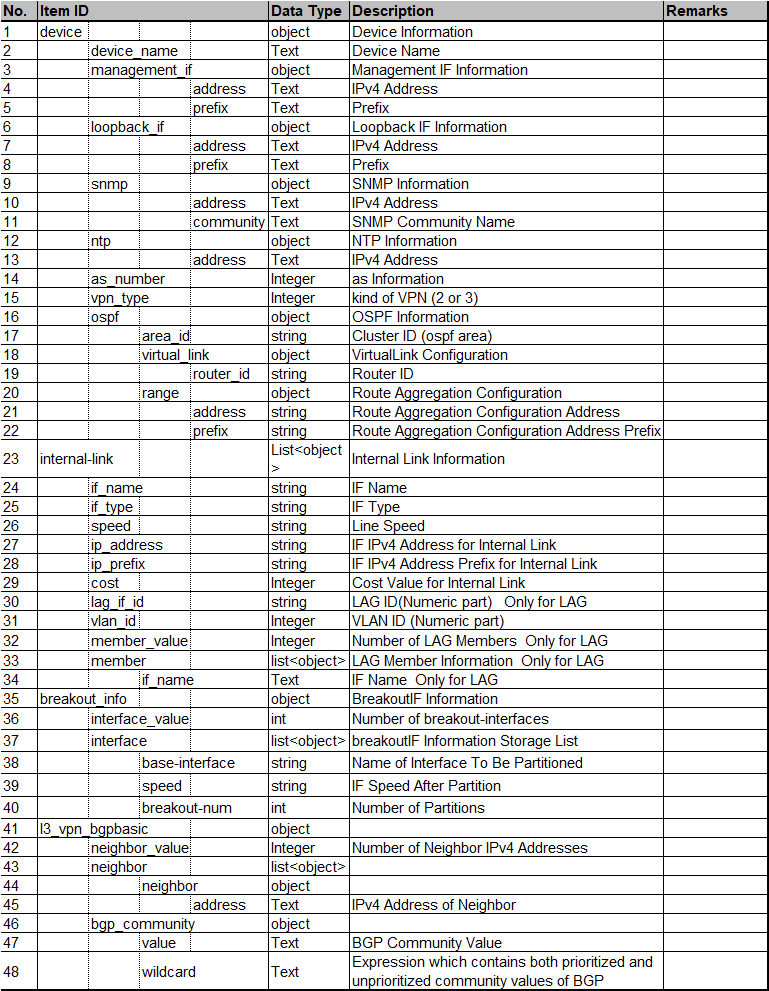 No. Item ID Data Type Description Remarks
1 device object Device Information
2 device_name Text Device Name
3 management_if object Management IF Information
4 address Text IPv4 Address
5 prefix Text Prefix
6 loopback_if object Loopback IF Information
7 address Text IPv4 Address
8 prefix Text Prefix
9 snmp object SNMP Information
10 address Text IPv4 Address
11 community Text SNMP Community Name
12 ntp object NTP Information
13 address Text IPv4 Address
14 as_number Integer as Information
15 vpn_type Integer kind of VPN (2 or 3)
16 ospf object OSPF Information
17 area_id string Cluster ID (ospf area)
18 virtual_link object VirtualLink Configuration
19 router_id string Router ID
20 range object Route Aggregation Configuration
21 address string Route Aggregation Configuration Address
22 prefix string Route Aggregation Configuration Address Prefix
23 internal-link List<object
> Internal Link Information
24 if_name string IF Name
25 if_type string IF Type
26 speed string Line Speed
27 ip_address string IF IPv4 Address for Internal Link
28 ip_prefix string IF IPv4 Address Prefix for Internal Link
29 cost Integer Cost Value for Internal Link
30 lag_if_id string LAG ID(Numeric part) Only for LAG
31 vlan_id Integer VLAN ID (Numeric part)
32 member_value Integer Number of LAG Members Only for LAG
33 member list<object> LAG Member Information Only for LAG
34 if_name Text IF Name Only for LAG
35 breakout_info object BreakoutIF Information
36 interface_value int Number of breakout-interfaces
37 interface list<object> breakoutIF Information Storage List
38 base-interface string Name of Interface To Be Partitioned
39 speed string IF Speed After Partition
40 breakout-num int Number of Partitions
41 l3_vpn_bgpbasic object
42 neighbor_value Integer Number of Neighbor IPv4 Addresses
43 neighbor list<object>
44 neighbor object
45 address Text IPv4 Address of Neighbor
46 bgp_community object
47 value Text BGP Community Value
48 wildcard Text Expression which contains both prioritized and
unprioritized community values of BGP